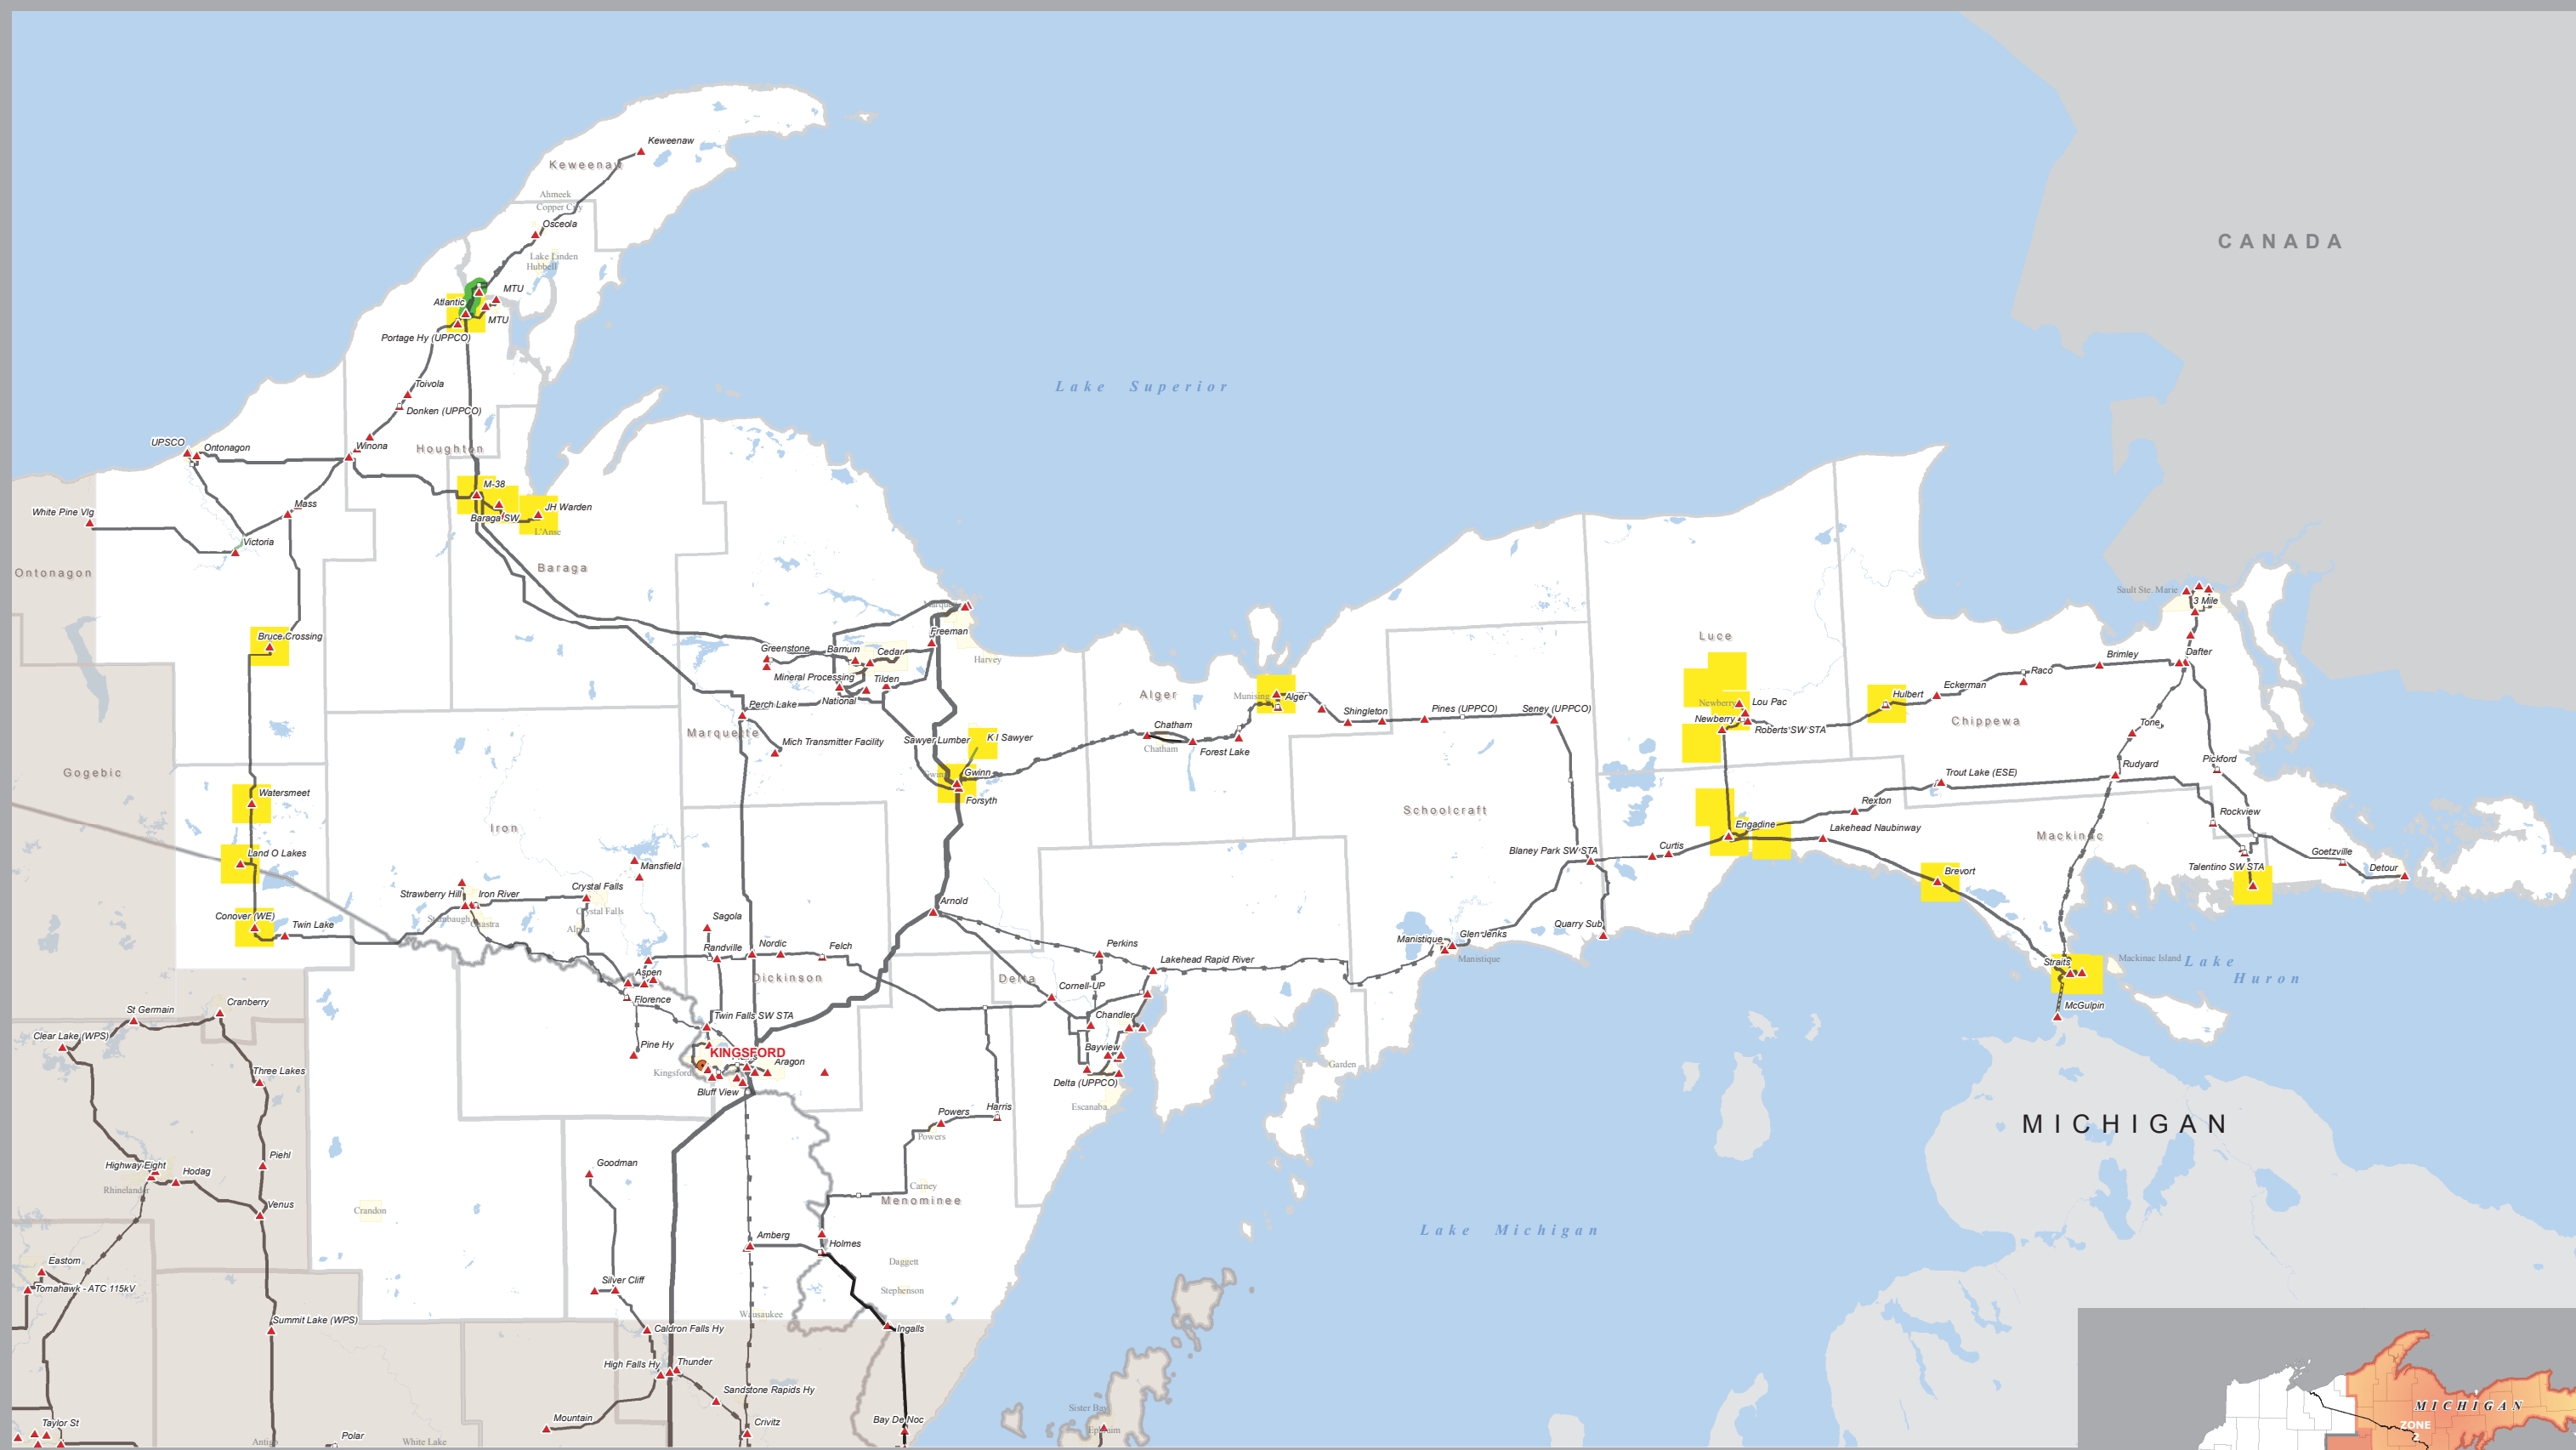 CANADA
Keweenaw
Keweenaw
Ahmeek
Copper City
Osceola
Lake Linden
Hubbell
MTU
Atlantic
MTU
Portage Hy (UPPCO)
Lake Superior
Toivola
Donken (UPPCO)
UPSCO
Ontonagon
Winona
Houghton
M-38
Mass
JH Warden
White Pine Vlg
Baraga SW
L'Anse
Victoria
Ontonagon
Baraga
Sault Ste. Marie
3 Mile
Freeman
Bruce Crossing
Luce
Greenstone
Barnum
Cedar
Harvey
Dafter
Brimley
Mineral Processing
Tilden
Raco
Eckerman
Alger
Munising
Alger
Hulbert
National
Perch Lake
Newberry
Lou Pac
Shingleton
Pines (UPPCO)
Seney (UPPCO)
Newberry
Chippewa
Tone
Marquette
Chatham
Roberts SW STA
Mich Transmitter Facility
Sawyer Lumber
K I Sawyer
Chatham
Forest Lake
Pickford
Rudyard
Gogebic
Gwinn
Gwinn
Trout Lake (ESE)
Watersmeet
Forsyth
Rexton
Schoolcraft
Rockview
Iron
Engadine
Lakehead Naubinway
Mackinac
Land O Lakes
Blaney Park SW STA
Curtis
Goetzville
Mansfield
Talentino SW STA
Detour
Brevort
Crystal Falls
Strawberry Hill
Iron River
Arnold
Crystal Falls
Stambaugh
Gaastra
Conover (WE)
Twin Lake
Sagola
Alpha
Quarry Sub
Glen Jenks
Manistique
Randville
Nordic
Felch
Perkins
Manistique
Mackinac Island
Lake
Huron
Lakehead Rapid River
Straits
Aspen
Dickinson
Delta
Cornell-UP
Florence
Cranberry
St Germain
McGulpin
Twin Falls SW STA
Chandler
Clear Lake (WPS)
Pine Hy
KINGSFORD
Bayview
Aragon
Garden
Three Lakes
Kingsford
Delta (UPPCO)
Bluff View
Escanaba
Harris
Powers
Powers
MICHIGAN
Piehl
Highway Eight
Hodag
Goodman
Rhinelander
Carney
Menominee
Venus
Crandon
Lake Michigan
Amberg
Holmes
Eastom
Daggett
Silver Cliff
Tomahawk - ATC 115kV
Stephenson
Wausaukee
Summit Lake (WPS)
Caldron Falls Hy
Ingalls
High Falls Hy
Thunder
Sandstone Rapids Hy
Sister Bay
MICHIGAN
Mountain
Bay De Noc
Taylor St
Crivitz
Ephraim
ZONE
2
Polar
Antigo
White Lake